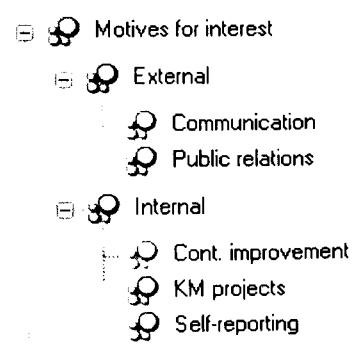 Motives for interest
External
Communication
Public relations
Internal
Cont. improvement
KM projects
Self-reporting